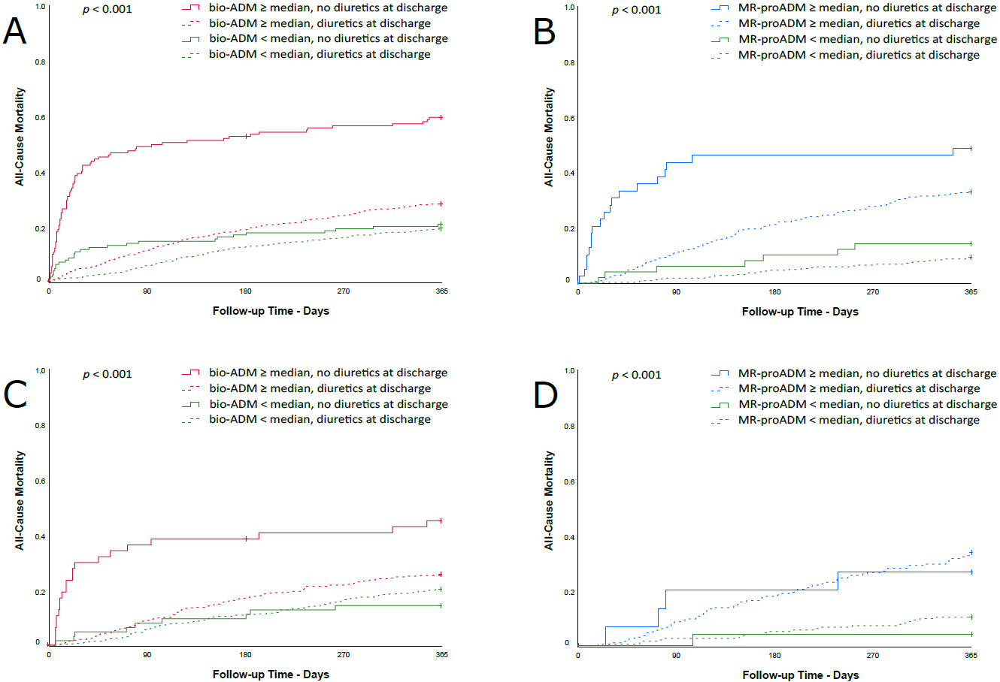 A
p < 0.001
bio-ADM ≥ median, no diuretics at discharge
bio-ADM ≥ median, diuretics at discharge
bio-ADM < median, no diuretics at discharge
bio-ADM < median, diuretics at discharge
All-Cause Mortality
1.0
0.8
0.6
0.4
0.2
0
0 90 180 270 365
Follow-up Time - Days
B
p < 0.001
MR-proADM ≥ median, no diuretics at discharge
MR-proADM ≥ median, diuretics at discharge
MR-proADM < median, no diuretics at discharge
MR-proADM < median, diuretics at discharge
All-Cause Mortality
1.0
0.8
0.6
0.4
0.2
0
0 90 180 270 365
Follow-up Time - Days
C
p < 0.001
bio-ADM ≥ median, no diuretics at discharge
bio-ADM ≥ median, diuretics at discharge
bio-ADM < median, no diuretics at discharge
bio-ADM < median, diuretics at discharge
All-Cause Mortality
1.0
0.8
0.6
0.4
0.2
0
0 90 180 270 365
Follow-up Time - Days
D
p < 0.001
MR-proADM ≥ median, no diuretics at discharge
MR-proADM ≥ median, diuretics at discharge
MR-proADM < median, no diuretics at discharge
MR-proADM < median, diuretics at discharge
All-Cause Mortality
1.0
0.8
0.6
0.4
0.2
0
0 90 180 270 365
Follow-up Time - Days